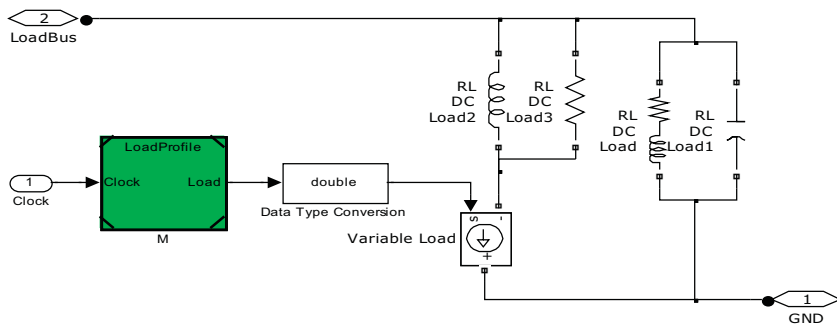 2
LoadBus
RL
DC
Load2
RL
DC
Load3
RL
DC
Load
RL
DC
Load1
LoadProfile
Clock
Load
M
1
Clock
double
Data Type Conversion
Variable Load
s
-
+
1
GND